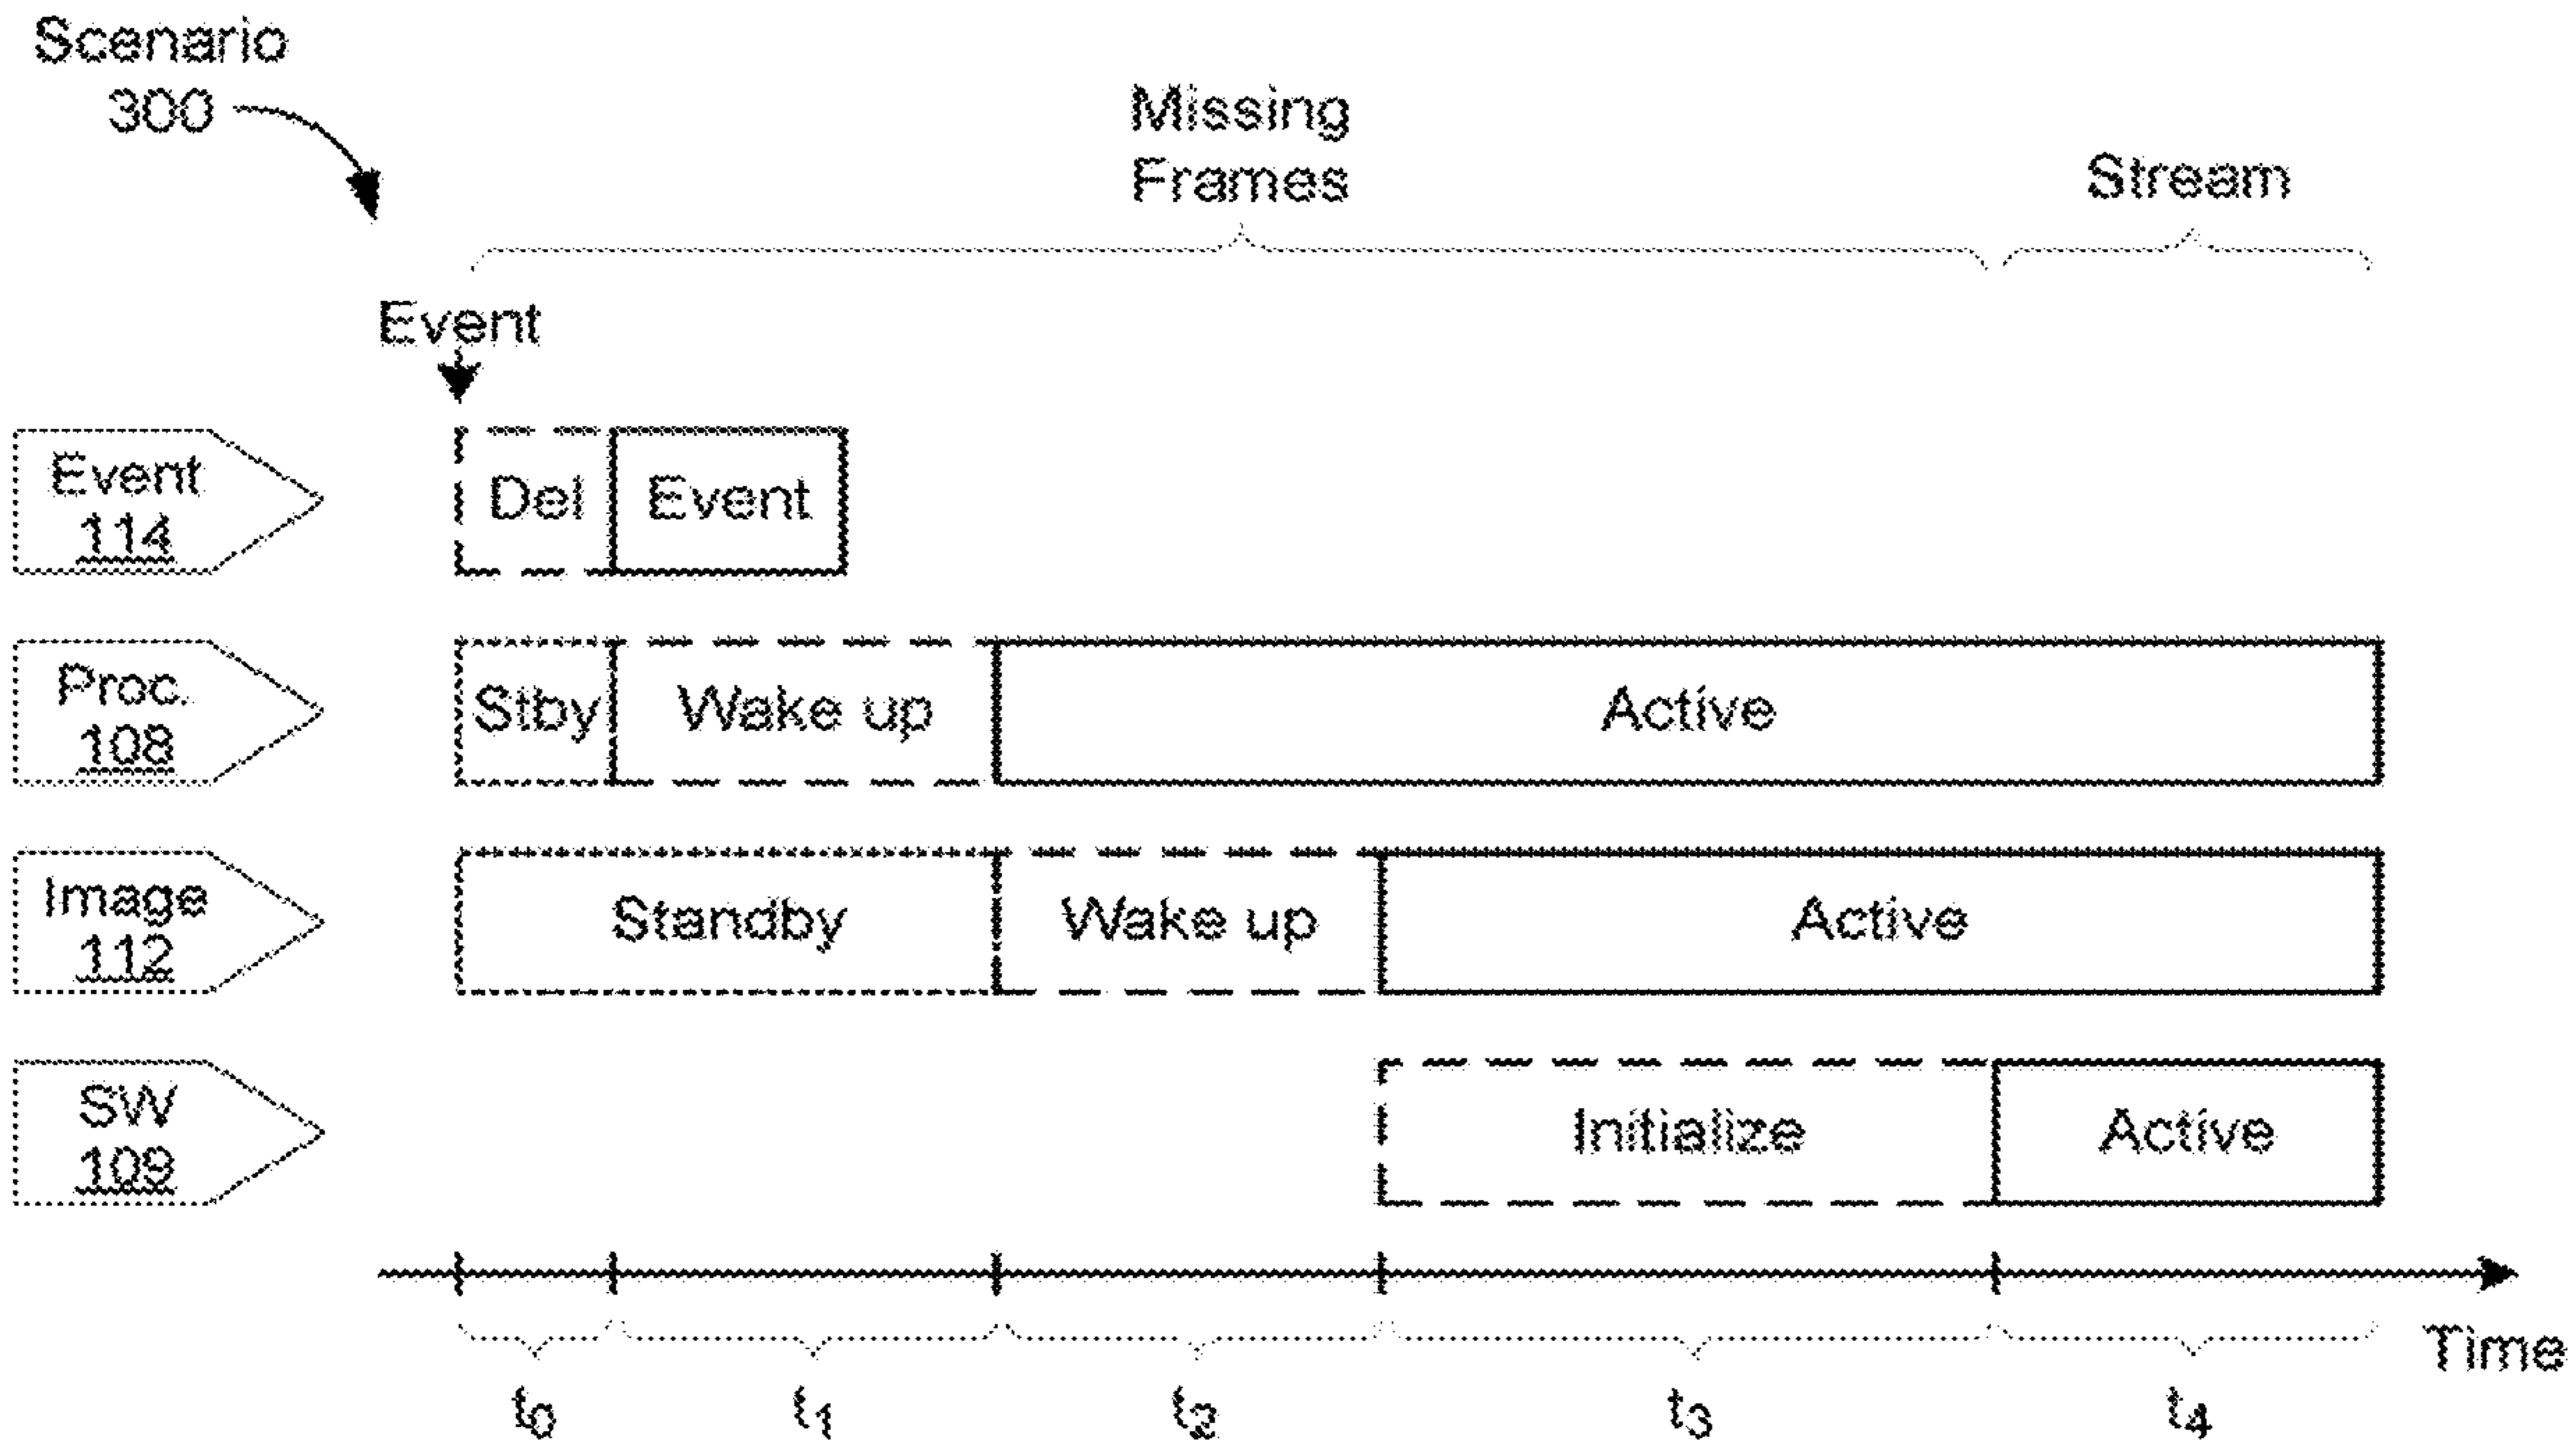 Scenario
300
Missing
Frames
Stream
Event
Event
114
Del
Event
Proc.
108
Stby
Wake up
Active
Image
112
Standby
Wake up
Active
SW
109
Initialize
Active
Time
t0
t1
t2
t3
t4